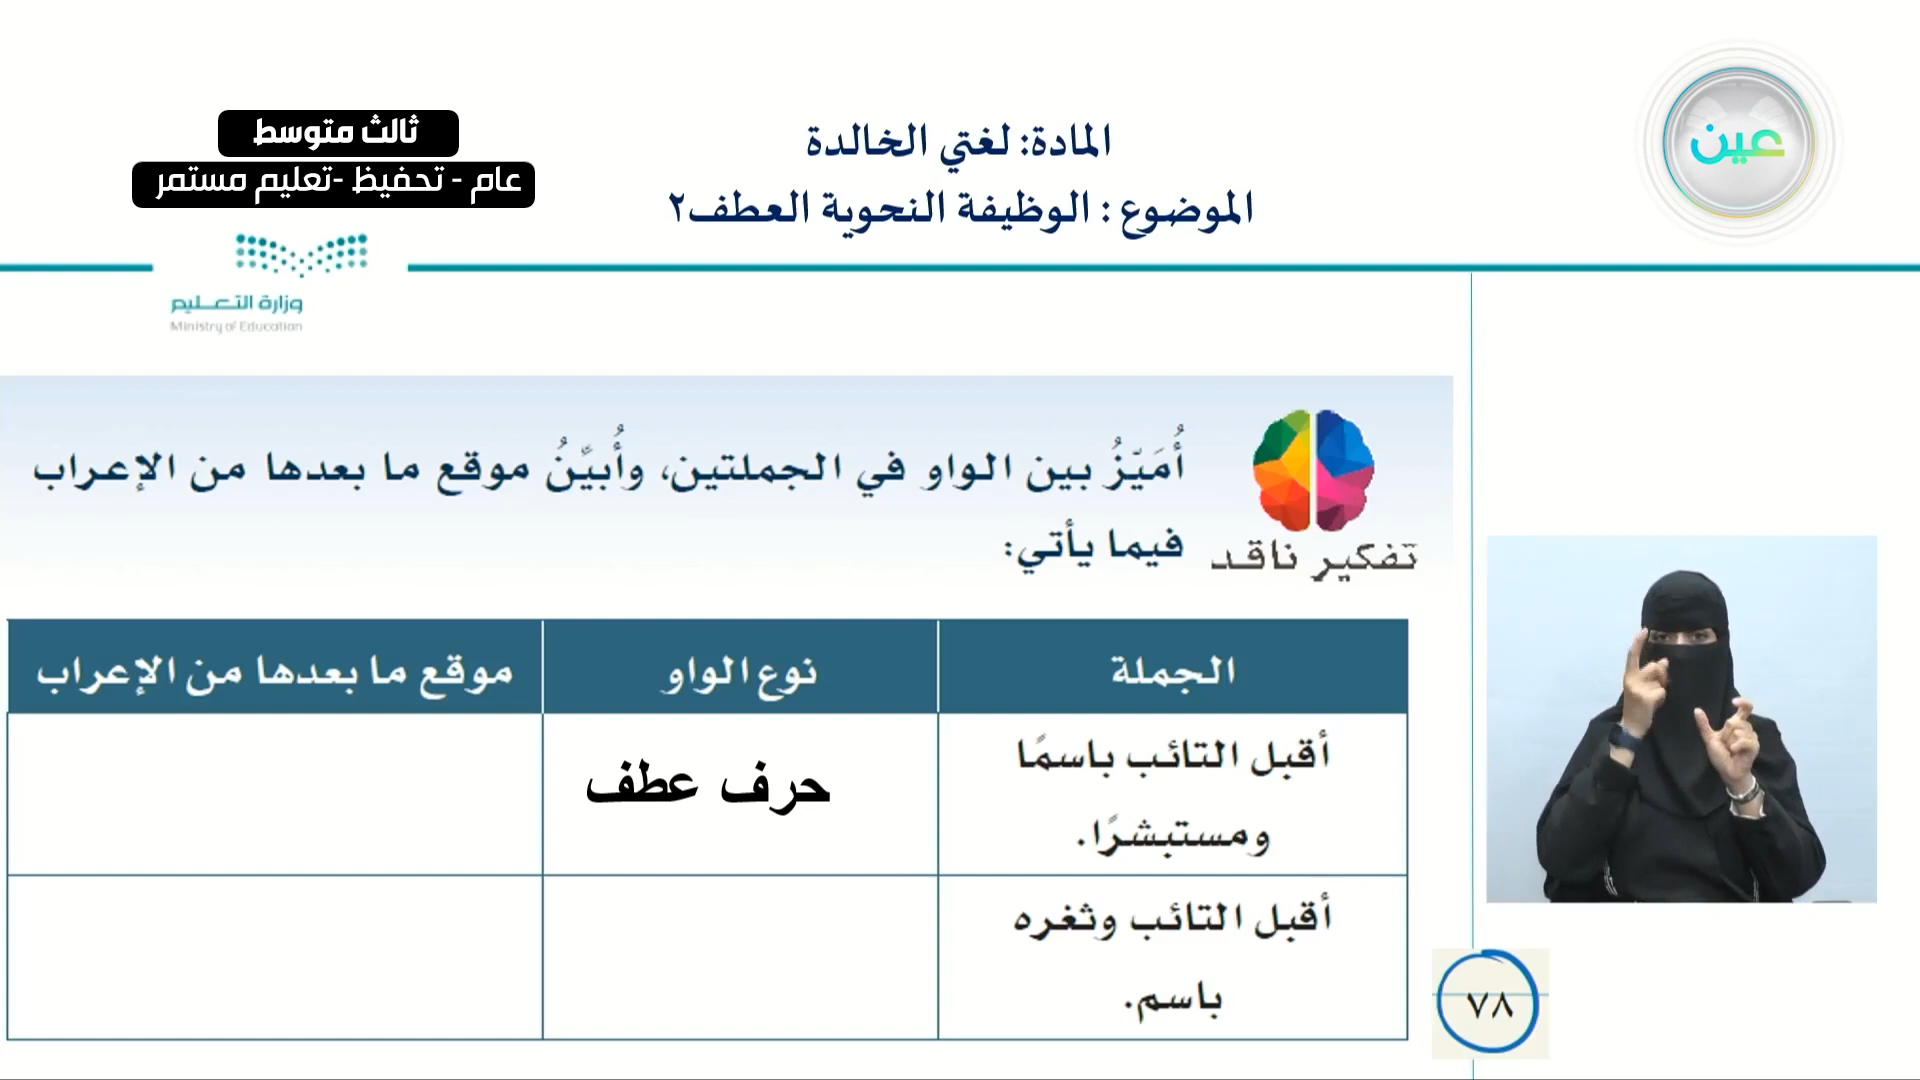 ثالث متوسط
عام - تحفيظ -تعليم مستمر
المادة: لغتي الخالدة
الموضوع : الوظيفة النحوية العطف٢
عين
وزارة التعليم
Ministry of Education
أُمَيّزُ بين الواو في الجملتين، وأُبيّنُ موقع ما بعدها من الإعراب
فيما يأتي:
تفكير ناقد
الجملة
نوع الواو
موقع ما بعدها من الإعراب
أقبل التائب باسمًا
ومستبشرًا.
حرف عطف
أقبل التائب وثغره
باسم.
٧٨